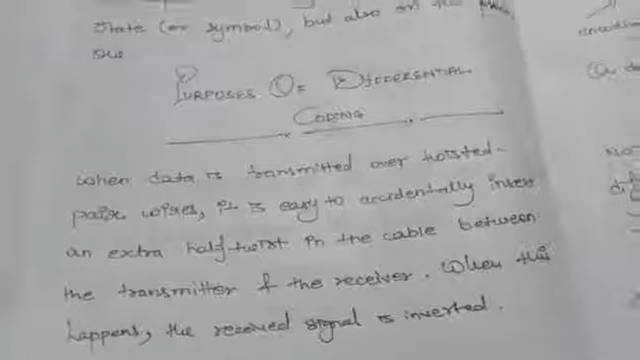 state (or symbol), but also on the
one
PURPOSES OF DIFFERENTIAL
CODING
When data is transmitted over twisted-
pair wires, it is easy to accidentally insert
an extra half-twist in the cable between
the transmitter & the receiver. When this
happens, the received signal is inverted.